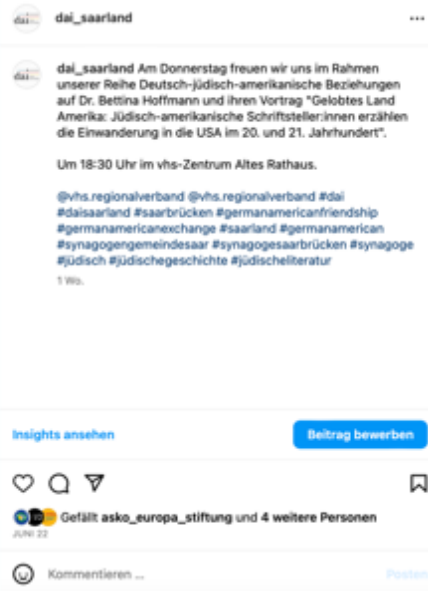 dai_saarland
dai_saarland Am Donnerstag freuen wir uns im Rahmen
unserer Reihe Deutsch-jüdisch-amerikanische Beziehungen
auf Dr. Bettina Hoffmann und ihren Vortrag "Gelobtes Land
Amerika: Jüdisch-amerikanische Schriftsteller:innen erzählen
die Einwanderung in die USA im 20. und 21. Jahrhundert".
Um 18:30 Uhr im vhs-Zentrum Altes Rathaus.
@vhs.regionalverband @vhs.regionalverband #dai
#daisaarland #saarbrücken #germanamericanfriendship
#germanamericanexchange #saarland #germanamerican
#synagogengemeindesaar #synagogesaarbrücken #synagoge
#jüdisch #jüdischegeschichte #jüdischeliteratur
1 Wo.
Insights ansehen
Beitrag bewerben
Gefällt asko_europa_stiftung und 4 weitere Personen
JUNI 22
Kommentieren ...
Posten